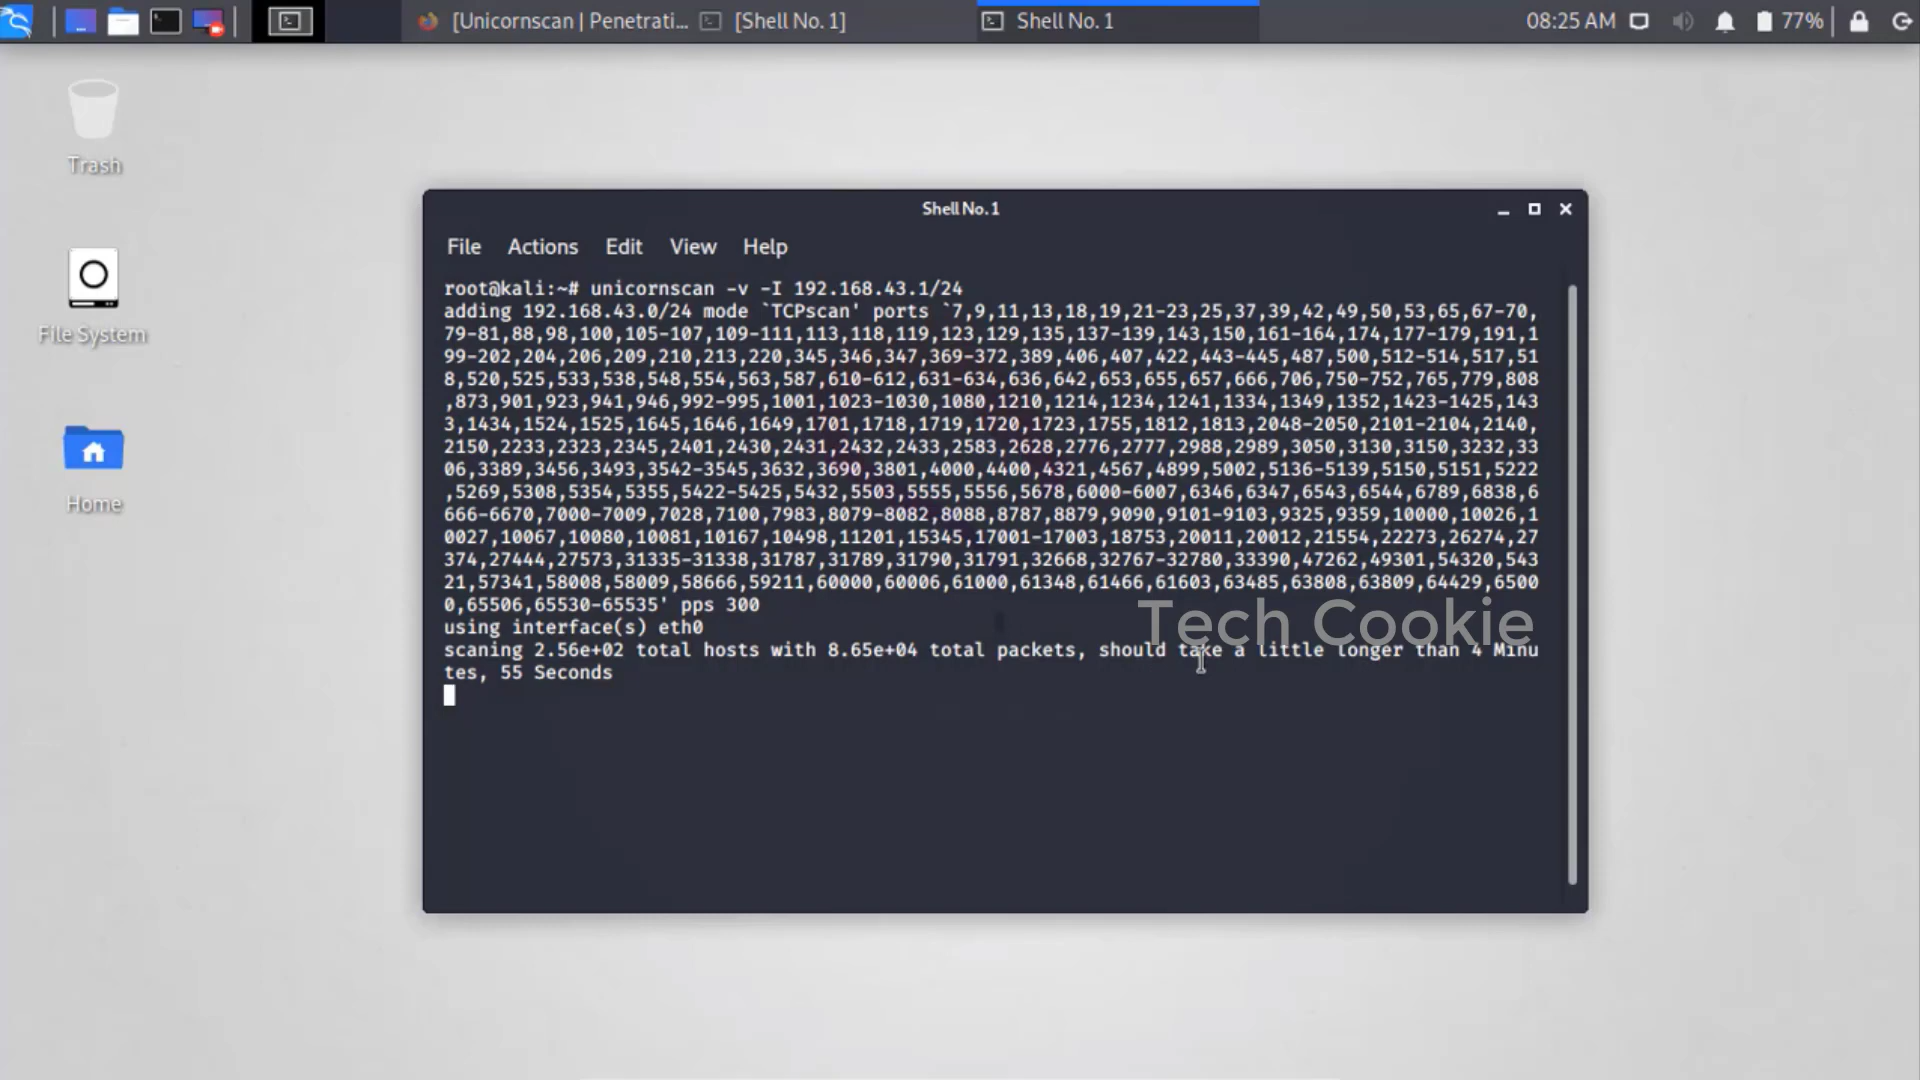 [Unicornscan | Penetrati... [Shell No. 1] Shell No. 1 08:25 AM 77%
Trash
File System
Home
Shell No. 1
File Actions Edit View Help
root@kali:~# unicornscan -v -I 192.168.43.1/24
adding 192.168.43.0/24 mode `TCPscan' ports `7,9,11,13,18,19,21-23,25,37,39,42,49,50,53,65,67-70,
79-81,88,98,100,105-107,109-111,113,118,119,123,129,135,137-139,143,150,161-164,174,177-179,191,1
99-202,204,206,209,210,213,220,345,346,347,369-372,389,406,407,422,443-445,487,500,512-514,517,51
8,520,525,533,538,548,554,563,587,610-612,631-634,636,642,653,655,657,666,706,750-752,765,779,808
,873,901,923,941,946,992-995,1001,1023-1030,1080,1210,1214,1234,1241,1334,1349,1352,1423-1425,143
3,1434,1524,1525,1645,1646,1649,1701,1718,1719,1720,1723,1755,1812,1813,2048-2050,2101-2104,2140,
2150,2233,2323,2345,2401,2430,2431,2432,2433,2583,2628,2776,2777,2988,2989,3050,3130,3150,3232,33
06,3389,3456,3493,3542-3545,3632,3690,3801,4000,4400,4321,4567,4899,5002,5136-5139,5150,5151,5222
,5269,5308,5354,5355,5422-5425,5432,5503,5555,5556,5678,6000-6007,6346,6347,6543,6544,6789,6838,6
666-6670,7000-7009,7028,7100,7983,8079-8082,8088,8787,8879,9090,9101-9103,9325,9359,10000,10026,1
0027,10067,10080,10081,10167,10498,11201,15345,17001-17003,18753,20011,20012,21554,22273,26274,27
374,27444,27573,31335-31338,31787,31789,31790,31791,32668,32767-32780,33390,47262,49301,54320,543
21,57341,58008,58009,58666,59211,60000,60006,61000,61348,61466,61603,63485,63808,63809,64429,6500
0,65506,65530-65535' pps 300
using interface(s) eth0
Tech Cookie
scaning 2.56e+02 total hosts with 8.65e+04 total packets, should take a little longer than 4 Minu
tes, 55 Seconds